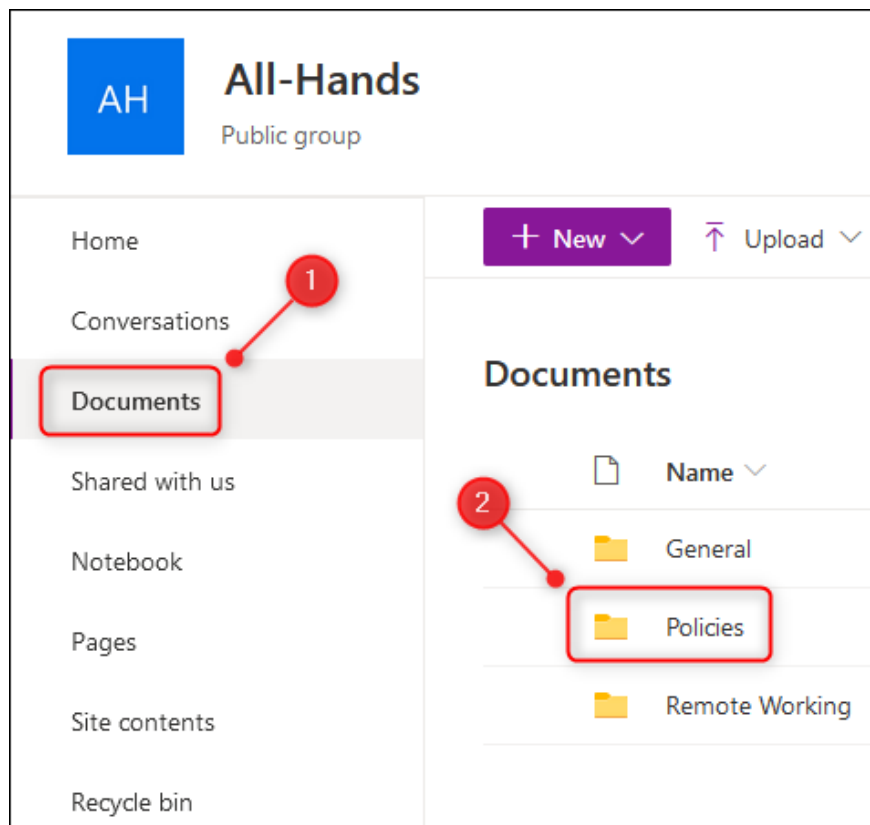 AH
All-Hands
Public group
Home
Conversations
Documents
Shared with us
Notebook
Pages
Site contents
Recycle bin
1
New
Upload
Documents
Name
2
General
Policies
Remote Working